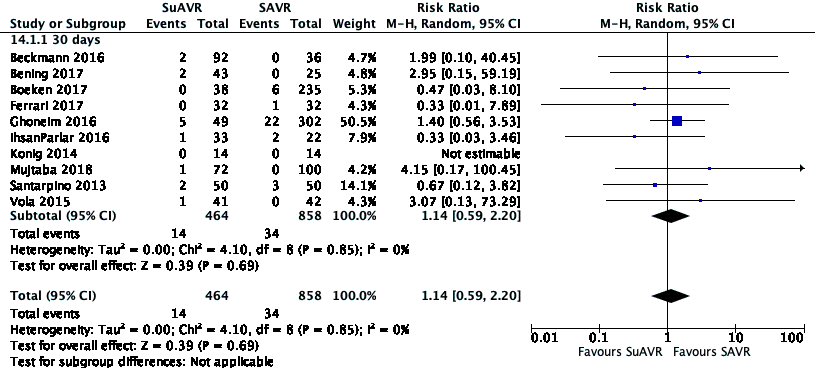 SuAVR SAVR Risk Ratio Risk Ratio
Study or Subgroup Events Total Events Total Weight M-H, Random, 95% CI M-H, Random, 95% CI
14.1.1 30 days
Beckmann 2016 2 92 0 36 4.7% 1.99 [0.10, 40.45]
Bening 2017 2 43 0 25 4.8% 2.95 [0.15, 59.19]
Boeken 2017 0 38 6 235 5.3% 0.47 [0.03, 8.10]
Ferrari 2017 0 32 1 32 4.3% 0.33 [0.01, 7.89]
Ghoneim 2016 5 49 22 302 50.5% 1.40 [0.56, 3.53]
IhsanParlar 2016 1 33 2 22 7.9% 0.33 [0.03, 3.46]
Konig 2014 0 14 0 14 Not estimable
Mujtaba 2018 1 72 0 100 4.2% 4.15 [0.17, 100.45]
Santarpino 2013 2 50 3 50 14.1% 0.67 [0.12, 3.82]
Vola 2015 1 41 0 42 4.3% 3.07 [0.13, 73.29]
Subtotal (95% CI) 464 858 100.0% 1.14 [0.59, 2.20]
Total events 14 34
Heterogeneity: Tau² = 0.00; Chi² = 4.10, df = 8 (P = 0.85); I² = 0%
Test for overall effect: Z = 0.39 (P = 0.69)
Total (95% CI) 464 858 100.0% 1.14 [0.59, 2.20]
Total events 14 34
Heterogeneity: Tau² = 0.00; Chi² = 4.10, df = 8 (P = 0.85); I² = 0%
Test for overall effect: Z = 0.39 (P = 0.69)
Test for subgroup differences: Not applicable
0.01 0.1 1 10 100
Favours SuAVR Favours SAVR